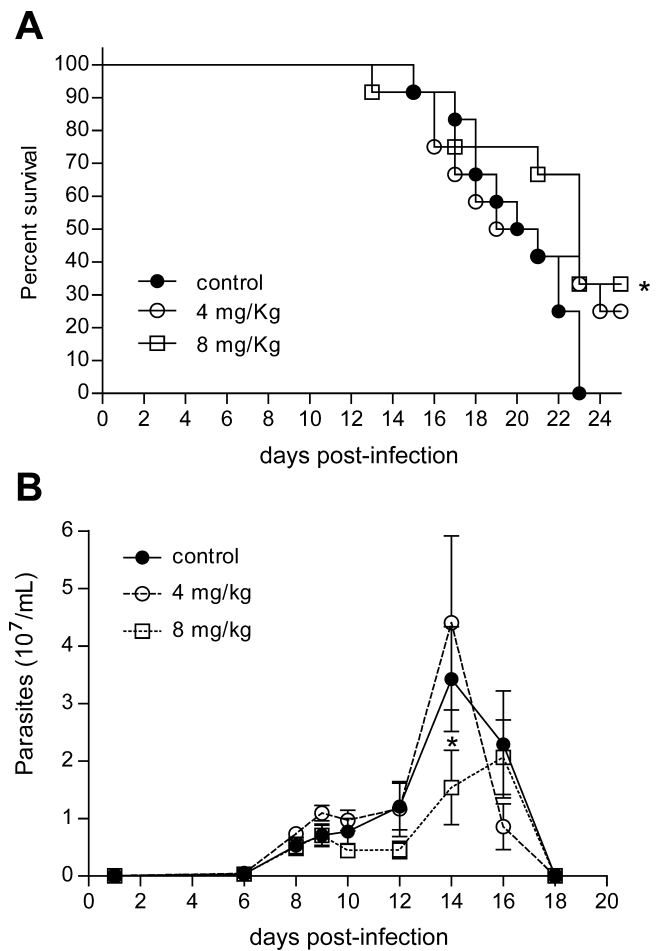 A
100
90
80
70
60
50
40
30
20
10
0
Percent survival
control
4 mg/Kg
8 mg/Kg
*
0 2 4 6 8 10 12 14 16 18 20 22 24
days post-infection
B
6
5
4
3
2
1
0
Parasites (10⁷/mL)
control
4 mg/kg
8 mg/kg
*
*
0 2 4 6 8 10 12 14 16 18 20
days post-infection